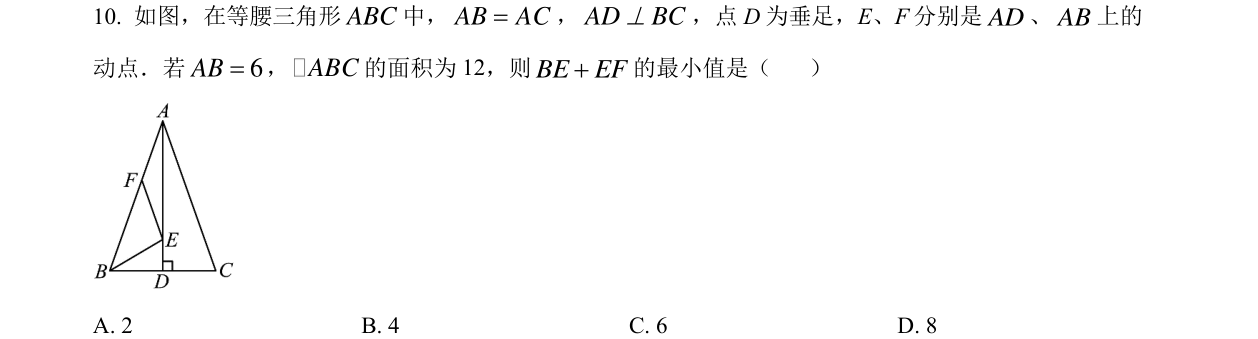 10. 如图，在等腰三角形 ABC 中， AB = AC ， AD ⊥ BC ，点 D 为垂足，E、F 分别是 AD 、 AB 上的
动点．若 AB = 6， □ABC 的面积为 12，则 BE + EF 的最小值是（ ）
A
F
E
B
D
C
A. 2 B. 4 C. 6 D. 8